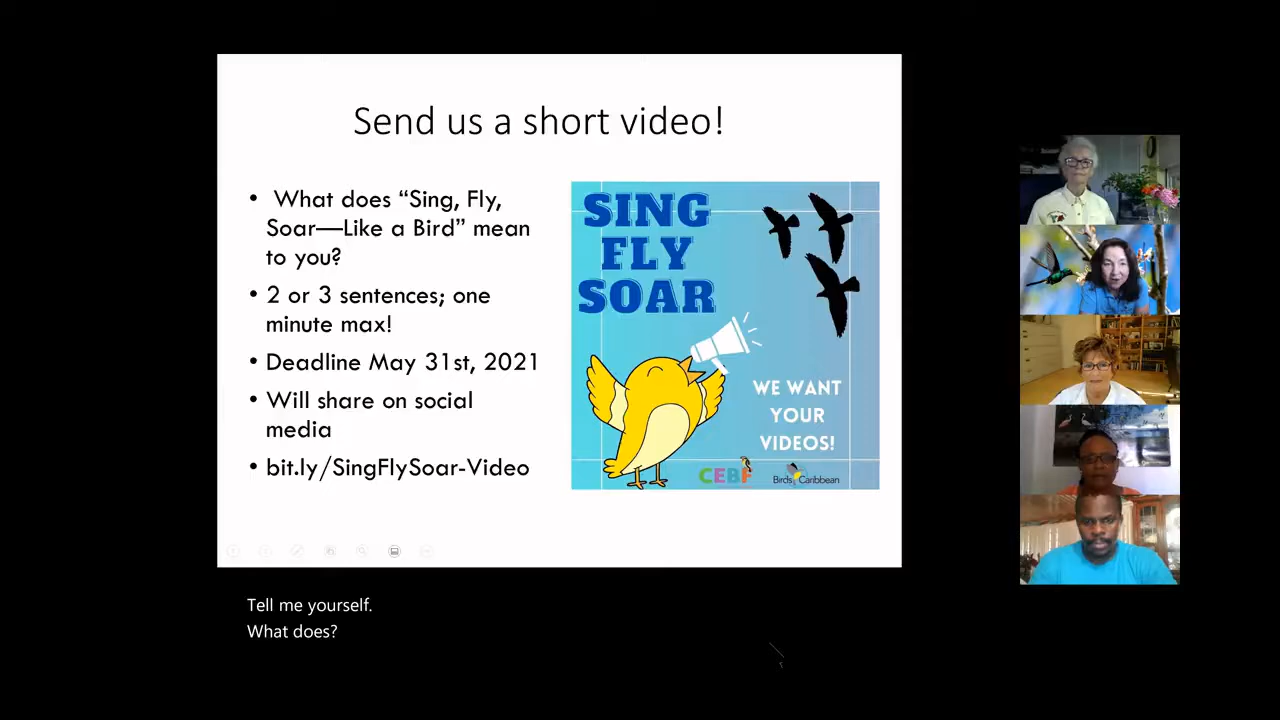 Send us a short video!
• What does “Sing, Fly,
Soar—Like a Bird” mean
to you?
• 2 or 3 sentences; one
minute max!
• Deadline May 31st, 2021
• Will share on social
media
• bit.ly/SingFlySoar-Video
SING
FLY
SOAR
WE WANT
YOUR
VIDEOS!
CEBF
Birds Caribbean
Tell me yourself.
What does?